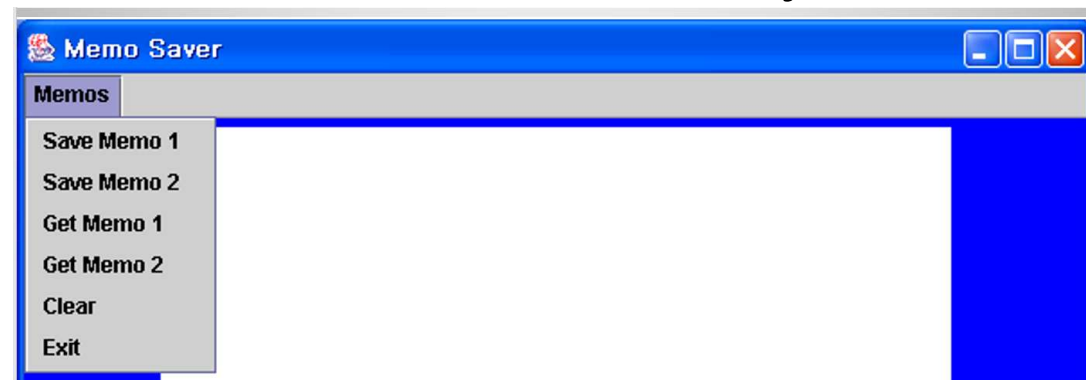 Memo Saver
Memos
Save Memo 1
Save Memo 2
Get Memo 1
Get Memo 2
Clear
Exit